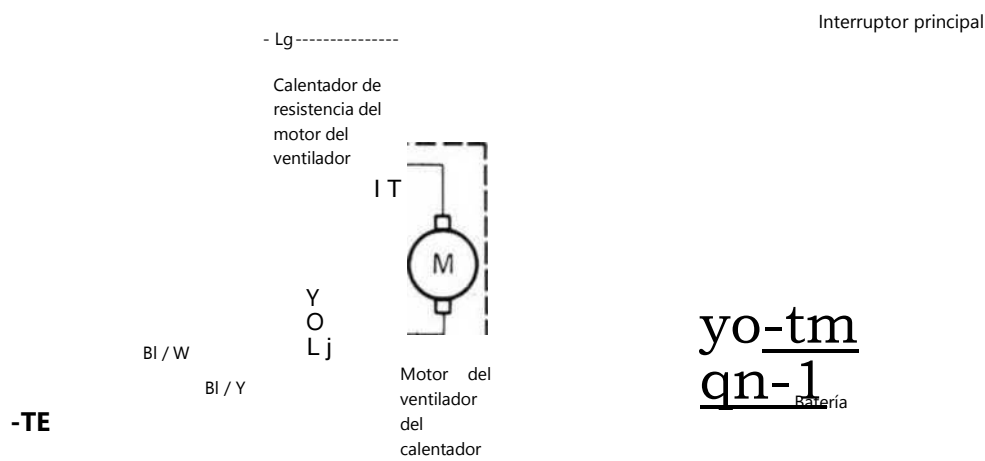 Interruptor principal
- Lg---------------
Calentador de
resistencia del
motor del
ventilador
I T
M
Y
O
L j
Bl / W
Bl / Y
-TE
Motor del
ventilador
del
calentador
yo-tm
qn-1
Batería